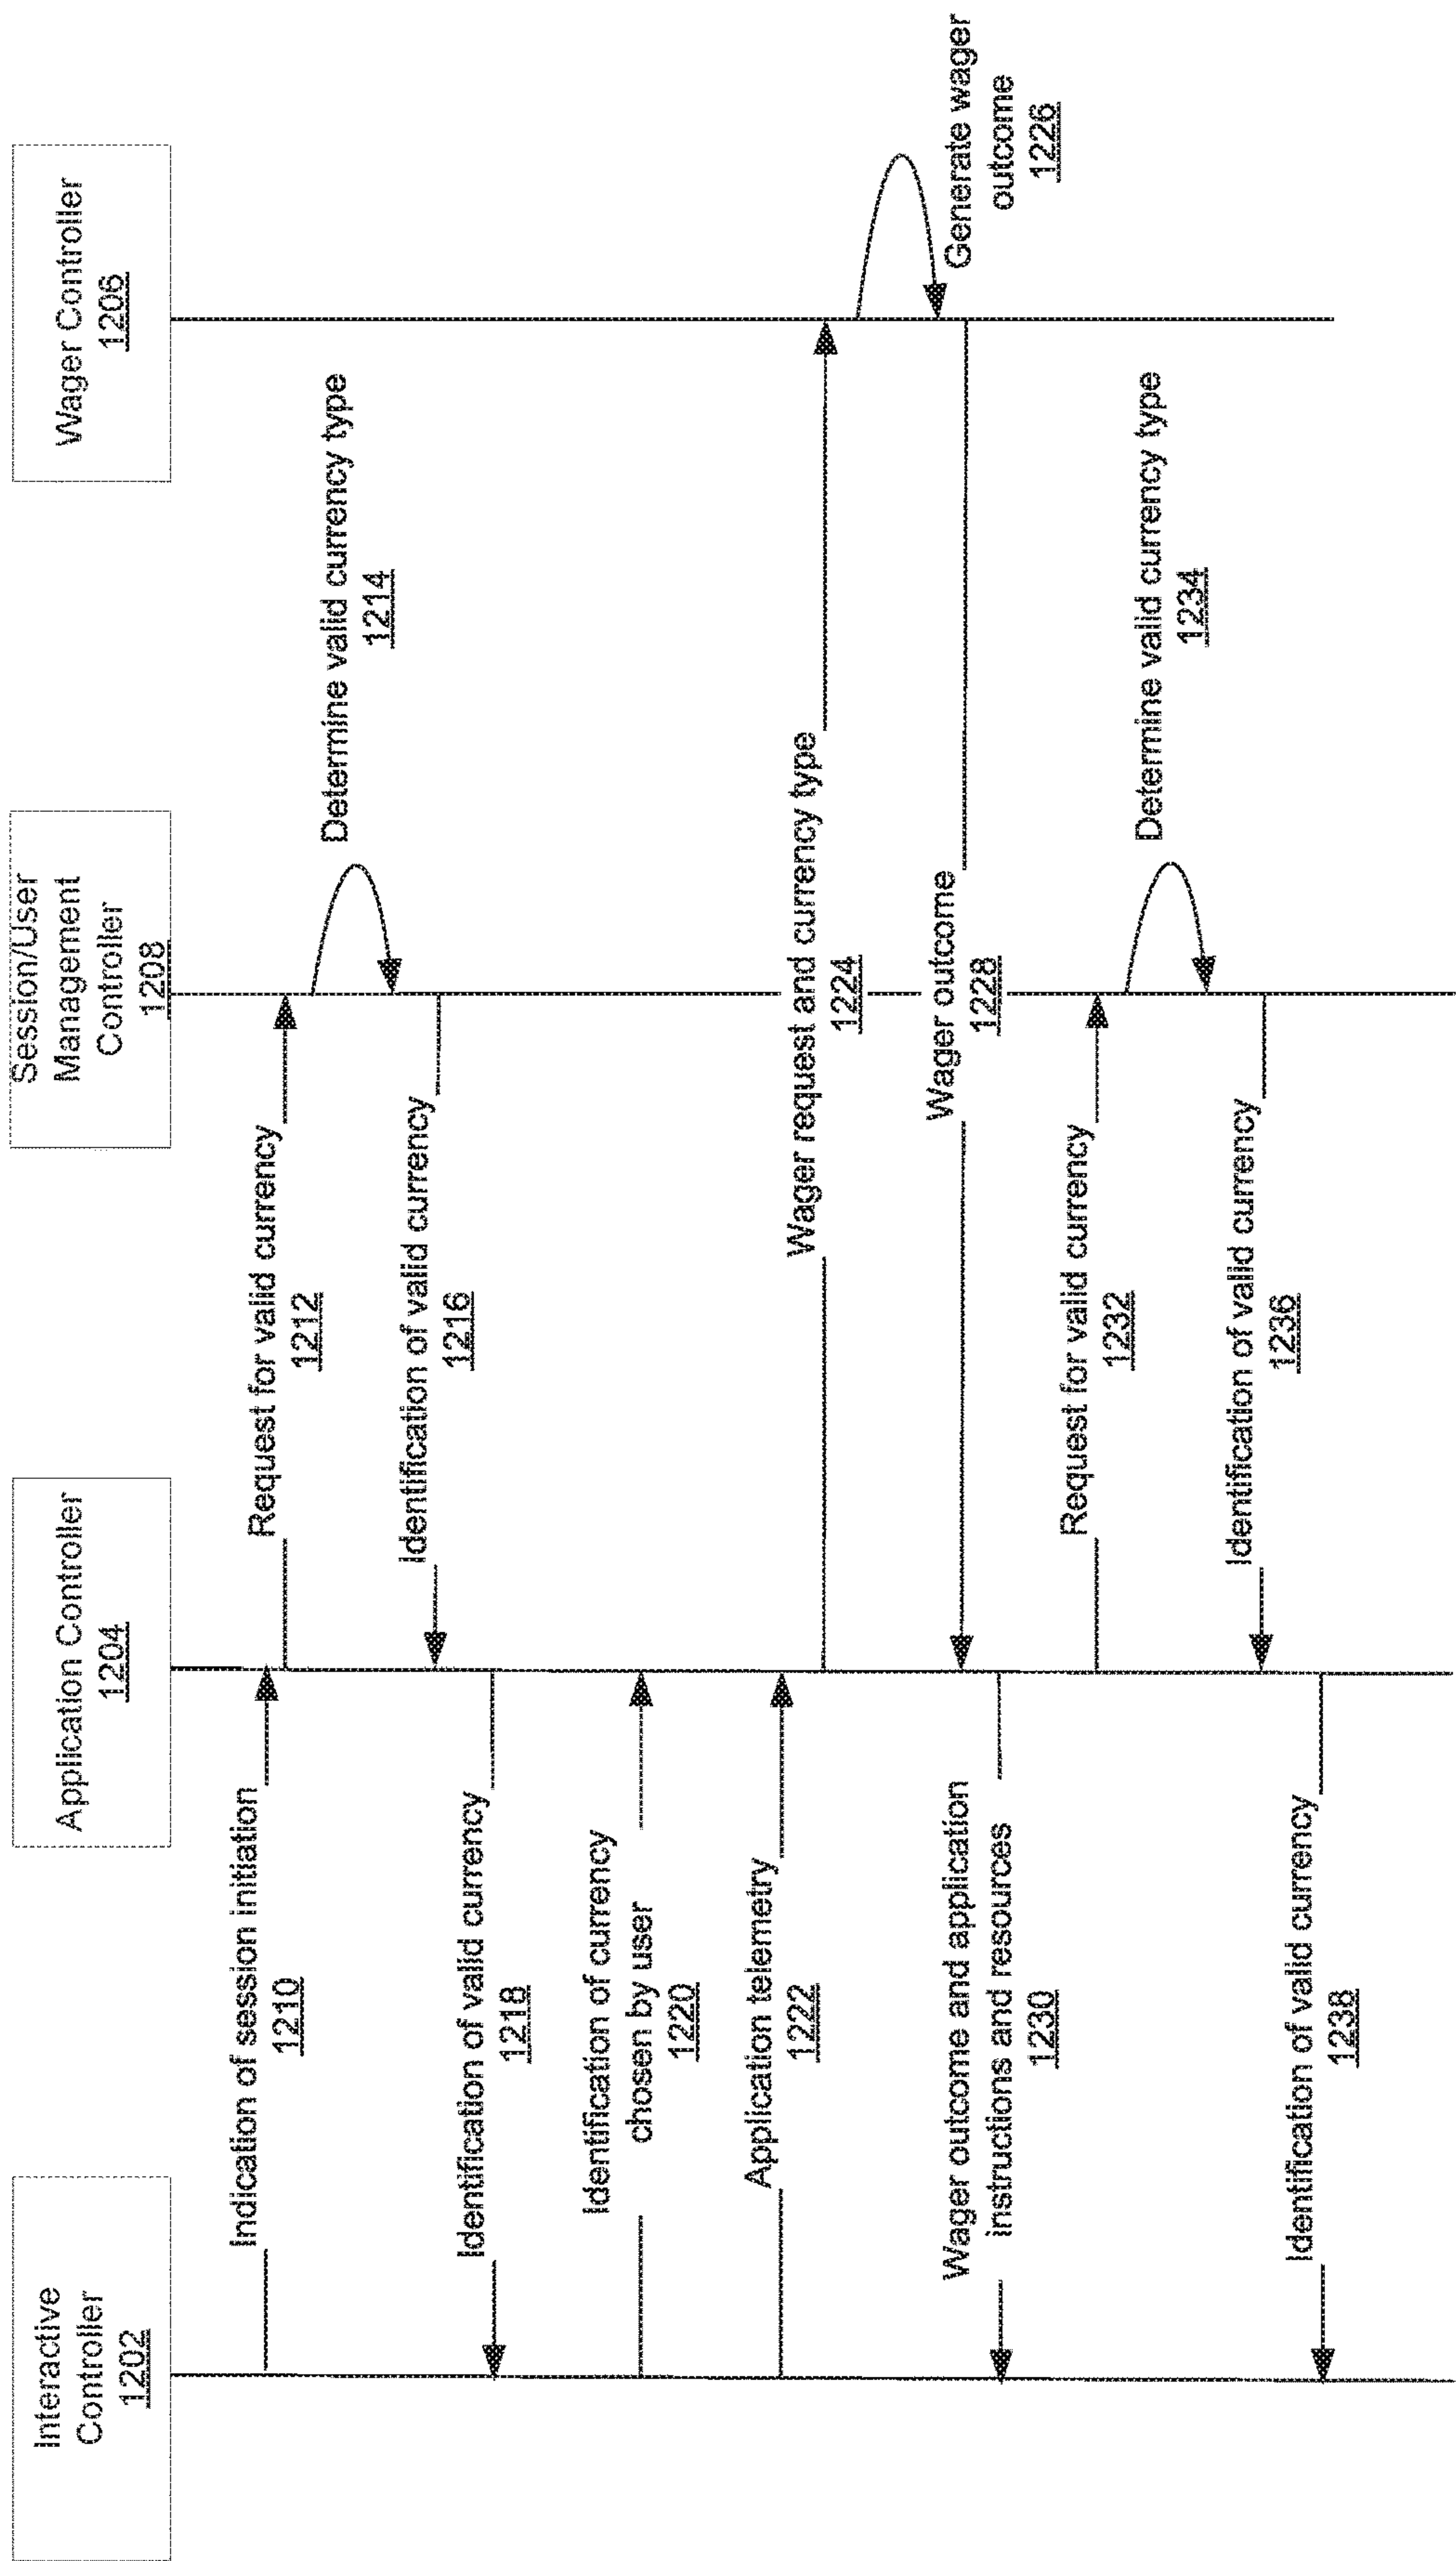 Interactive
Controller
1202
Application Controller
1204
Session/User
Management
Controller
1208
Wager Controller
1206
Indication of session initiation
1210
Request for valid currency
1212
Determine valid currency type
1214
Identification of valid currency
1216
Identification of valid currency
1218
Identification of currency
chosen by user
1220
Application telemetry
1222
Wager request and currency type
1224
Generate wager
outcome
1226
Wager outcome
1228
Wager outcome and application
instructions and resources
1230
Request for valid currency
1232
Determine valid currency type
1234
Identification of valid currency
1236
Identification of valid currency
1238